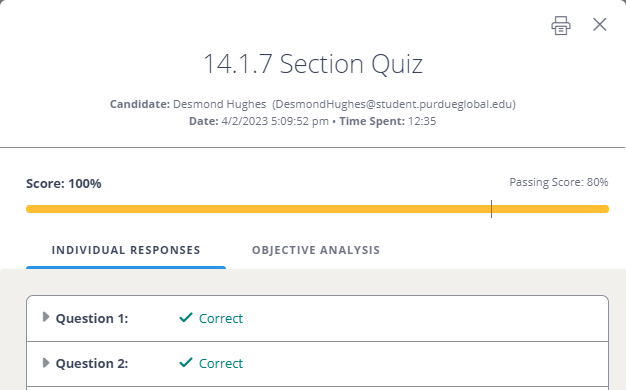 14.1.7 Section Quiz
Candidate: Desmond Hughes (DesmondHughes@student.purdueglobal.edu)
Date: 4/2/2023 5:09:52 pm • Time Spent: 12:35
Score: 100% Passing Score: 80%
INDIVIDUAL RESPONSES OBJECTIVE ANALYSIS
Question 1: Correct
Question 2: Correct